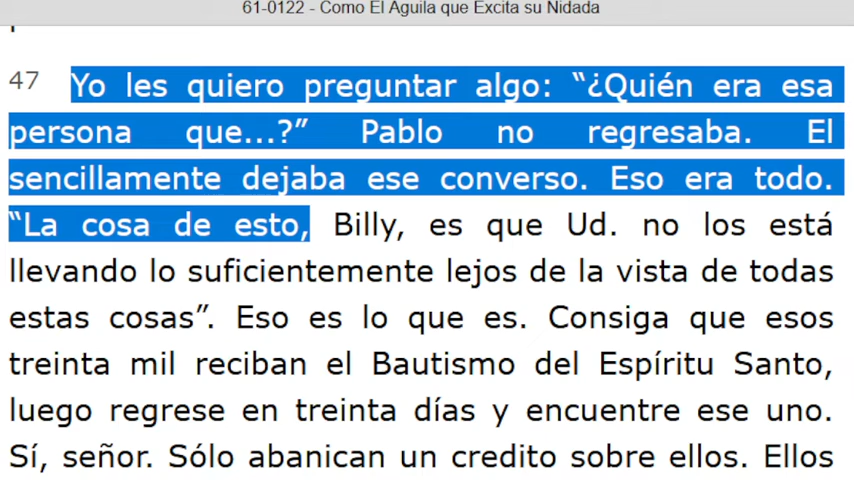 61-0122 - Como El Aguila que Excita su Nidada
47 Yo les quiero preguntar algo: “¿Quién era esa
persona que...?” Pablo no regresaba. El
sencillamente dejaba ese converso. Eso era todo.
“La cosa de esto, Billy, es que Ud. no los está
llevando lo suficientemente lejos de la vista de todas
estas cosas”. Eso es lo que es. Consiga que esos
treinta mil reciban el Bautismo del Espíritu Santo,
luego regrese en treinta días y encuentre ese uno.
Sí, señor. Sólo abanican un credito sobre ellos. Ellos